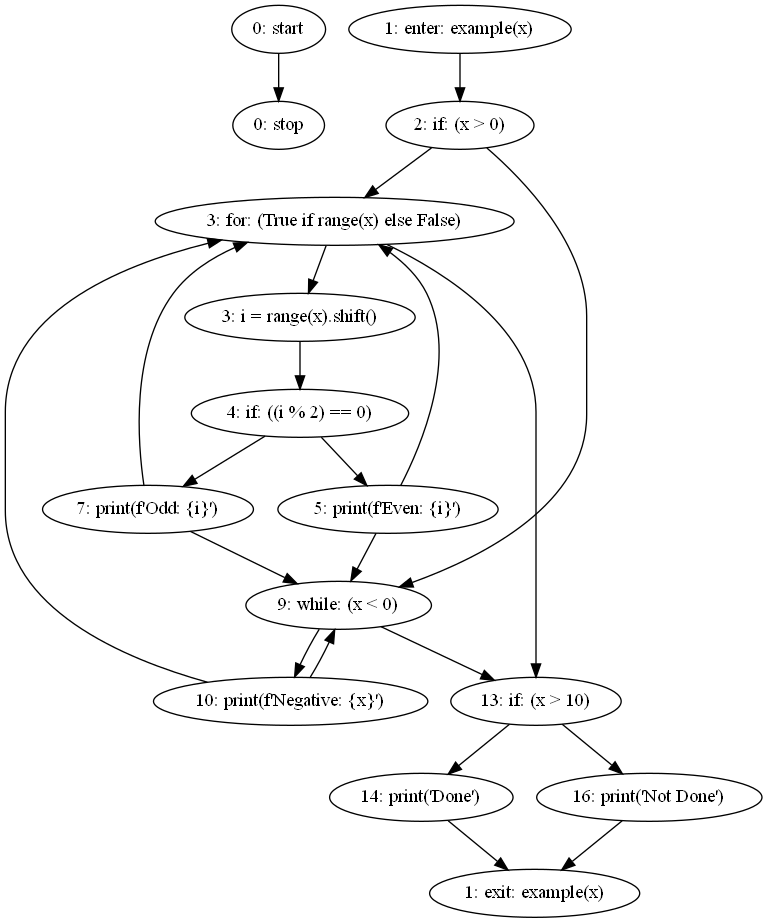 0: start
1: enter: example(x)
0: stop
2: if: (x > 0)
3: for: (True if range(x) else False)
3: i = range(x).shift()
4: if: ((i % 2) == 0)
7: print(f'Odd: {i}')
5: print(f'Even: {i}')
9: while: (x < 0)
10: print(f'Negative: {x}')
13: if: (x > 10)
14: print('Done')
16: print('Not Done')
1: exit: example(x)